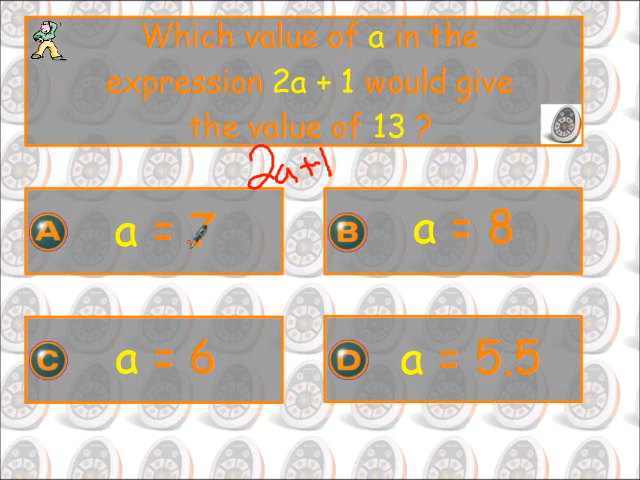 Which value of a in the
expression 2a + 1 would give
the value of 13 ?
2a+1
A a = 7
B a = 8
C a = 6
D a = 5.5